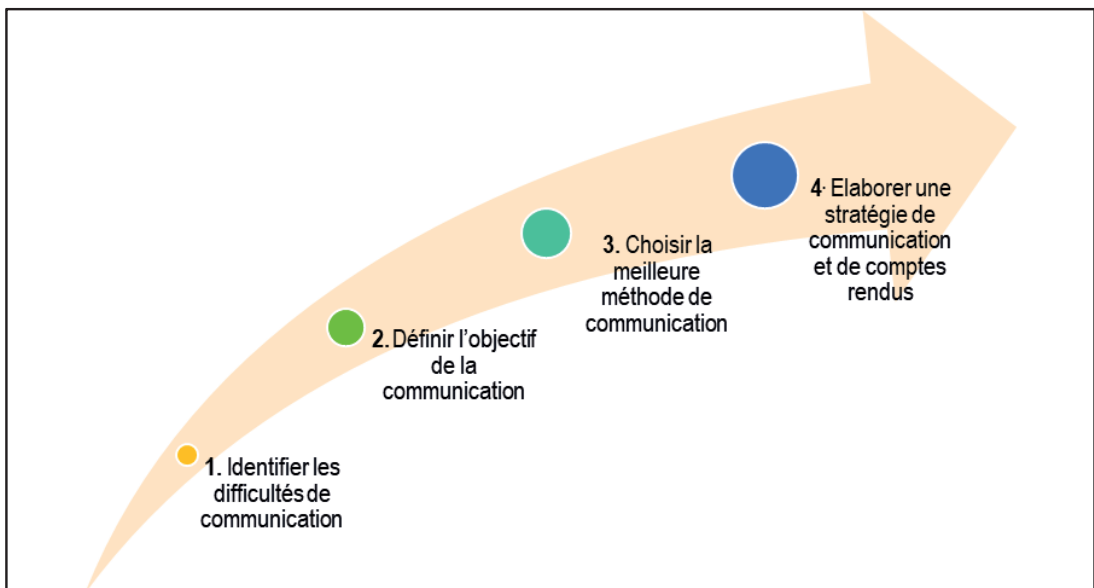 1. Identifier les
difficultés de
communication
2. Définir l’objectif
de la
communication
3. Choisir la
meilleure
méthode de
communication
4. Elaborer une
stratégie de
communication
et de comptes
rendus